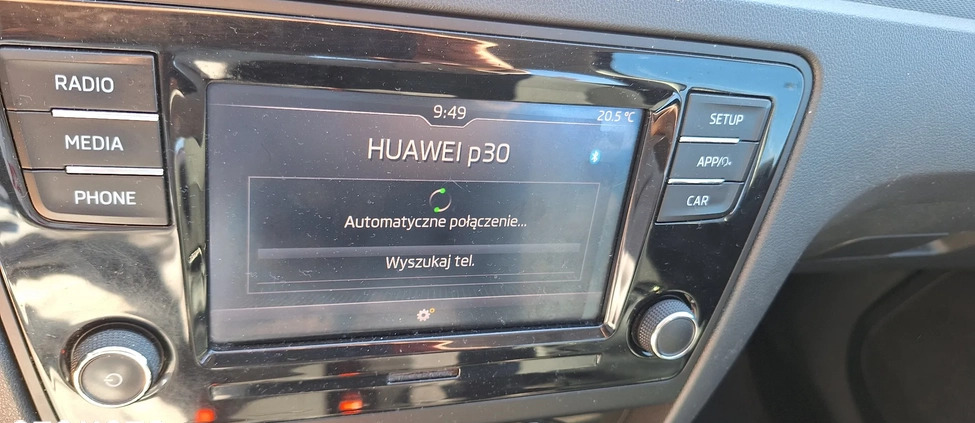 RADIO
MEDIA
PHONE
9:49
20.5 °C
HUAWEI p30
Automatyczne połączenie...
Wyszukaj tel.
SETUP
APP/
CAR